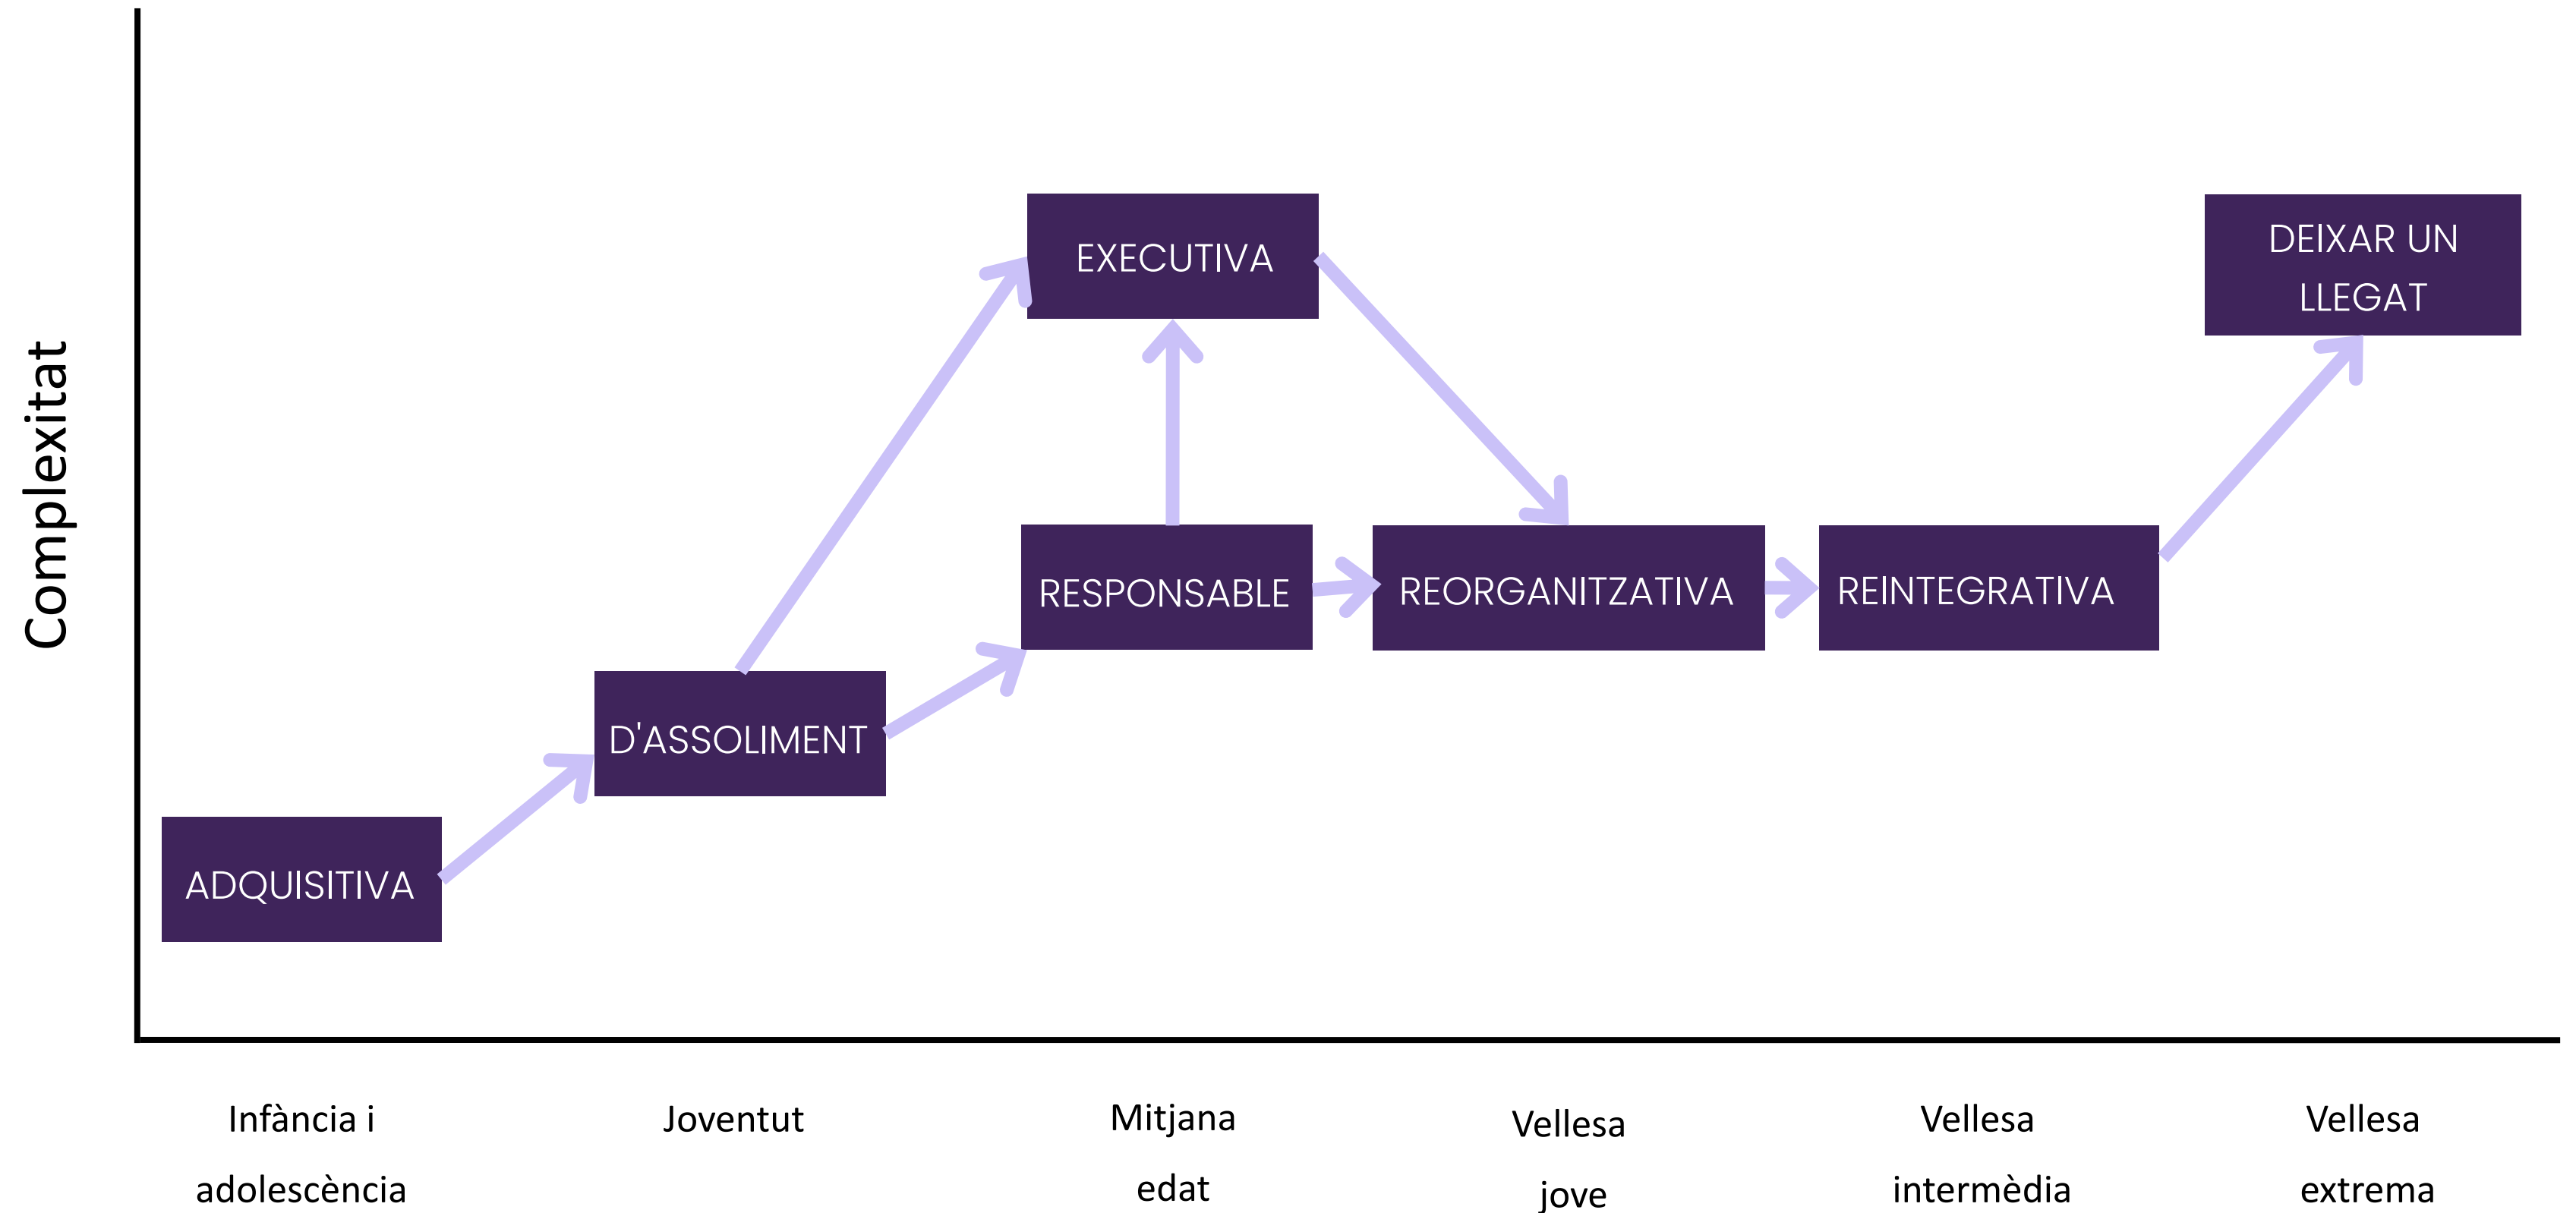 Complexitat
EXECUTIVA
DEIXAR UN
LLEGAT
RESPONSABLE
REORGANITZATIVA
REINTEGRATIVA
D'ASSOLIMENT
ADQUISITIVA
Infància i
adolescència
Joventut
Mitjana
edat
Vellesa
jove
Vellesa
intermèdia
Vellesa
extrema